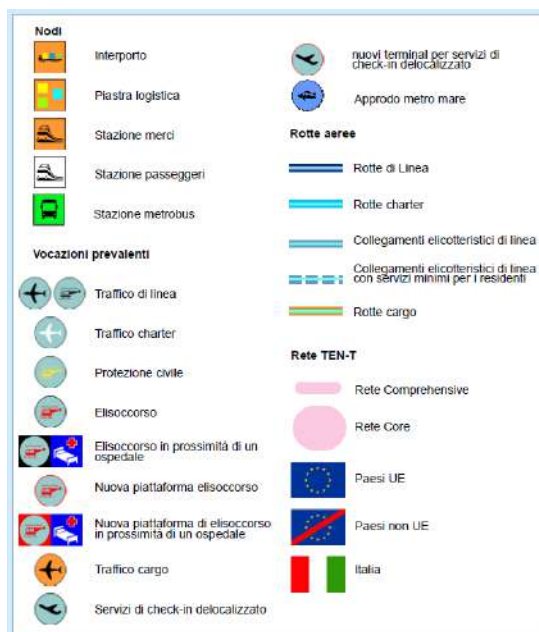 Nodi
Interporto
Piastra logistica
Stazione merci
Stazione passeggeri
Stazione metrobus
Vocazioni prevalenti
Traffico di linea
Traffico charter
Protezione civile
Elisoccorso
Elisoccorso in prossimità di un
ospedale
Nuova piattaforma elisoccorso
Nuova piattaforma di elisoccorso
in prossimità di un ospedale
Traffico cargo
Servizi di check-in delocalizzato
nuovi terminal per servizi di
check-in delocalizzato
Approdo metro mare
Rotte aeree
Rotte di Linea
Rotte charter
Collegamenti elicotteristici di linea
Collegamenti elicotteristici di linea
con servizi minimi per i residenti
Rotte cargo
Rete TEN-T
Rete Comprehensive
Rete Core
Paesi UE
Paesi non UE
Italia